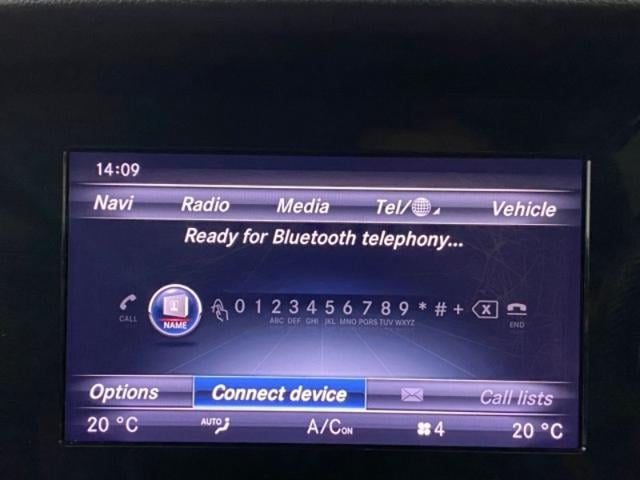 14:09
Navi Radio Media Tel/ Vehicle
Ready for Bluetooth telephony...
CALL NAME 0 1 2 3 4 5 6 7 8 9 * # + X END
ABC DEF GHI JKL MNO PQRS TUV WXYZ
Options Connect device Call lists
20 °C AUTO A/C ON 4 20 °C